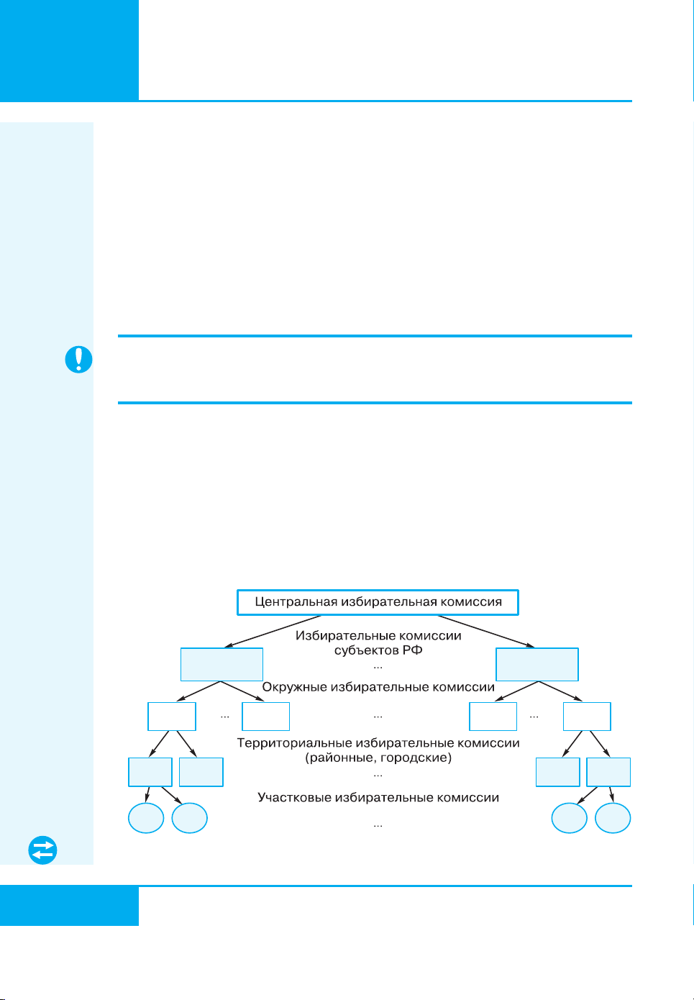 Центральная избирательная комиссия
Избирательные комиссии
субъектов РФ
...
Окружные избирательные комиссии
... ... ...
Территориальные избирательные комиссии
(районные, городские)
...
Участковые избирательные комиссии
...